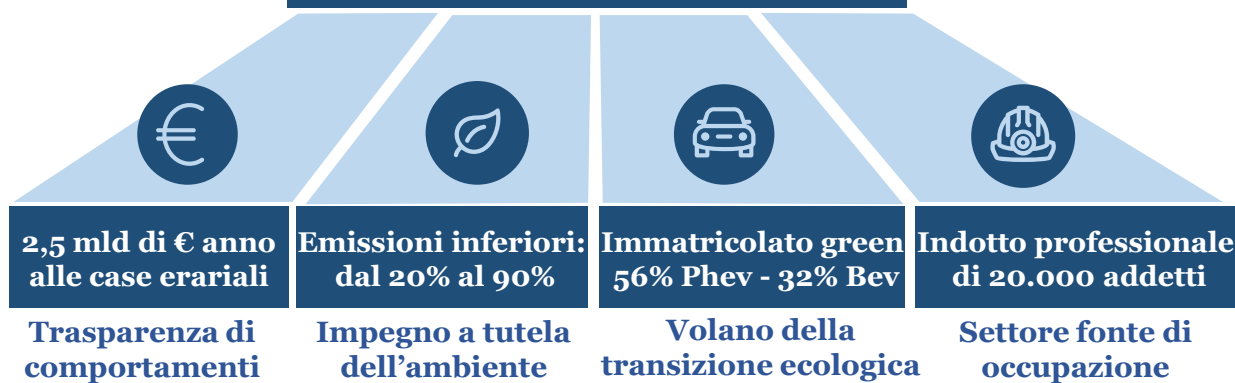 2,5 mld di € anno
alle case erariali
Emissioni inferiori:
dal 20% al 90%
Immatricolato green
56% Phev - 32% Bev
Indotto professionale
di 20.000 addetti
Trasparenza di
comportamenti
Impegno a tutela
dell’ambiente
Volano della
transizione ecologica
Settore fonte di
occupazione